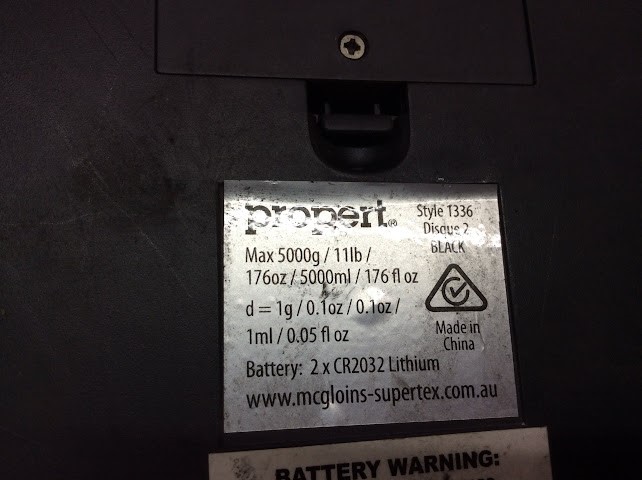 propert®
Style 1336
Disque 2
BLACK
Max 5000g / 11lb /
176oz / 5000ml / 176 fl oz
d = 1g / 0.1oz / 0.1oz /
1ml / 0.05 fl oz
Made in
China
Battery: 2 x CR2032 Lithium
www.mcgloins-supertex.com.au
BATTERY WARNING: